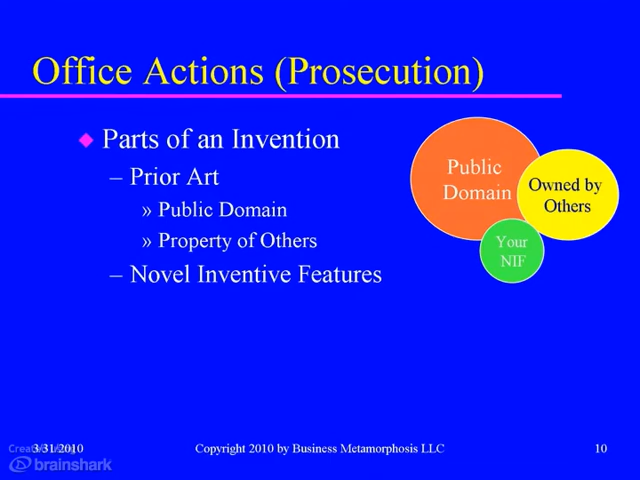 Office Actions (Prosecution)
Parts of an Invention
– Prior Art
» Public Domain
» Property of Others
– Novel Inventive Features
Public
Domain
Owned by
Others
Your
NIF
3/31/2010
Copyright 2010 by Business Metamorphosis LLC
10
brainshark